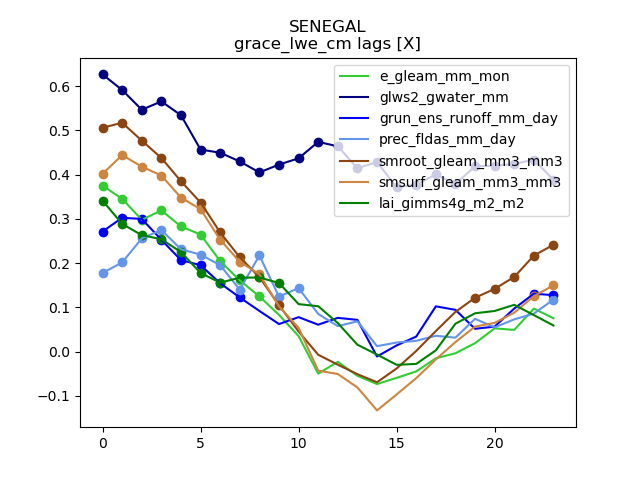 SENEGAL
grace_lwe_cm lags [X]
e_gleam_mm_mon
glws2_gwater_mm
grun_ens_runoff_mm_day
prec_fldas_mm_day
smroot_gleam_mm3_mm3
smsurf_gleam_mm3_mm3
lai_gimms4g_m2_m2
0.6
0.5
0.4
0.3
0.2
0.1
0.0
−0.1
0 5 10 15 20